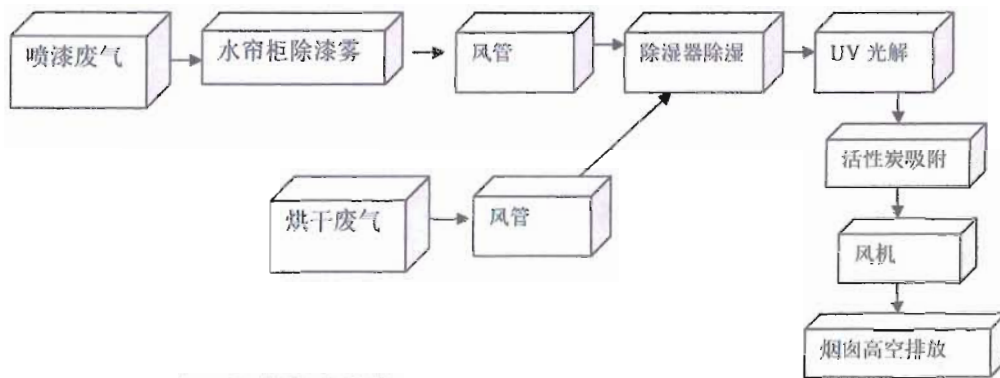 喷漆废气
水帘柜除漆雾
风管
除湿器除湿
UV 光解
活性炭吸附
烘干废气
风管
风机
烟囱高空排放